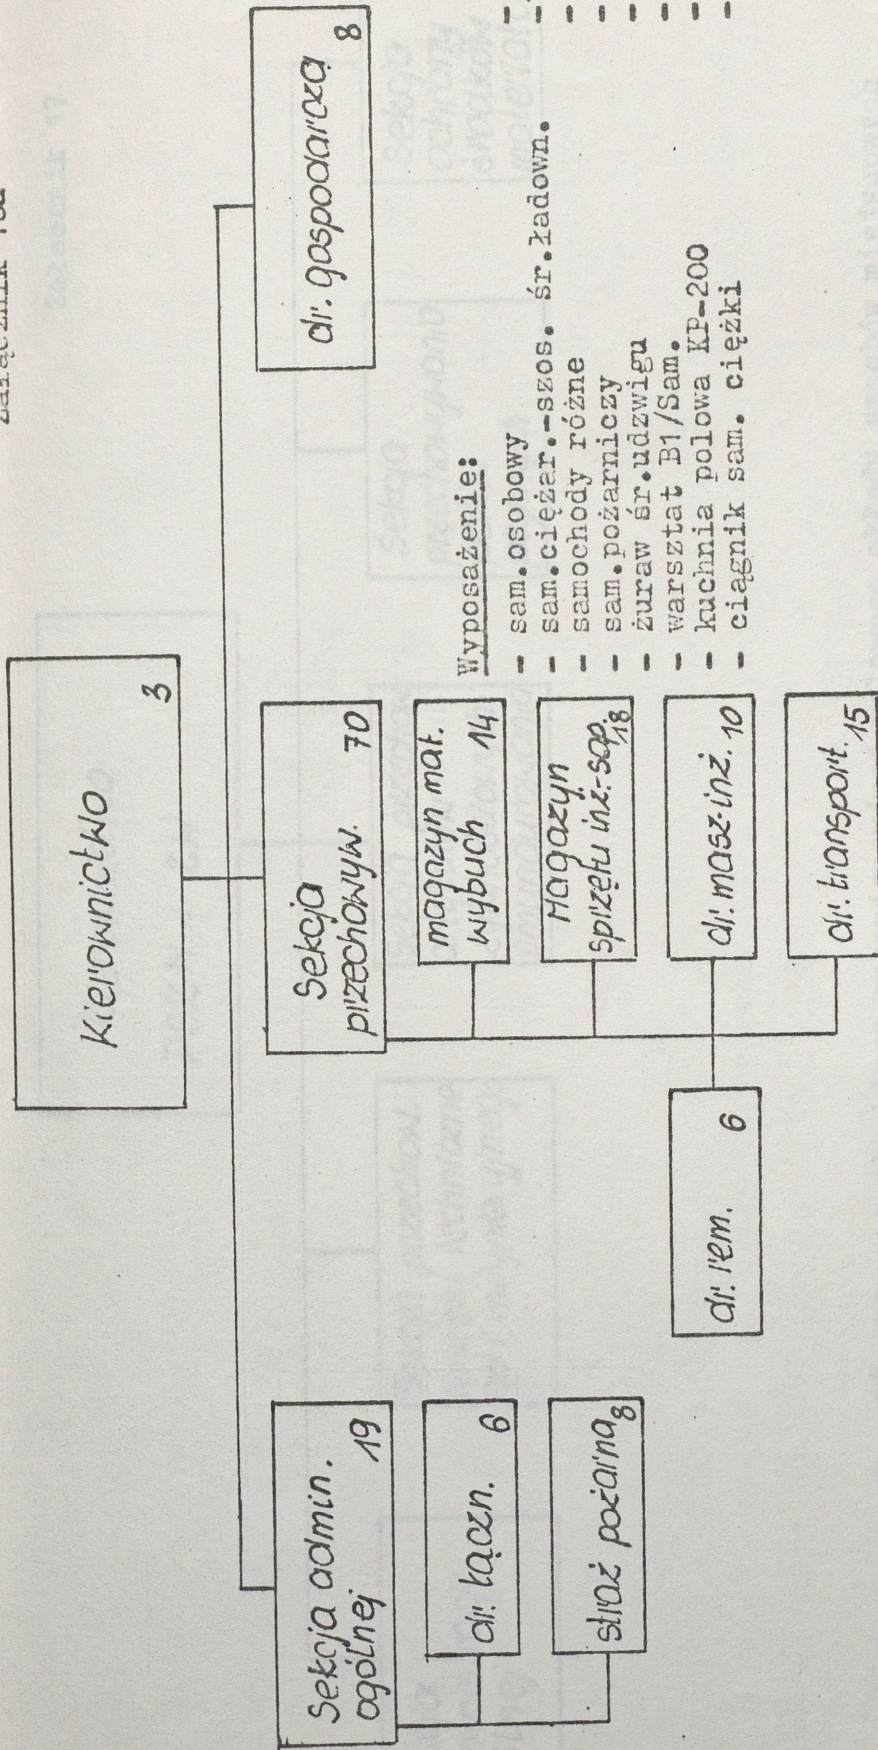 Załącznik
Kierownictwo
3
Sekcja admin.
ogólnej 19
dr. łączn. 6
straż pożarna 8
Sekcja
przechowyw. 70
magazyn mat.
wybuch 14
Magazyn
sprzętu inż.-sap.
18
dr. masz-inż. 10
dr. transport. 15
dr. rem. 6
dr. gospodarcza
8
Wyposażenie:
- sam.osobowy -
- sam.ciężar.-szos. śr.ładown. -
- samochody różne -
- sam.pożarniczy -
- żuraw śr.udzwigu -
- warsztat B1/Sam. -
- kuchnia polowa KP-200 -
- ciągnik sam. ciężki -